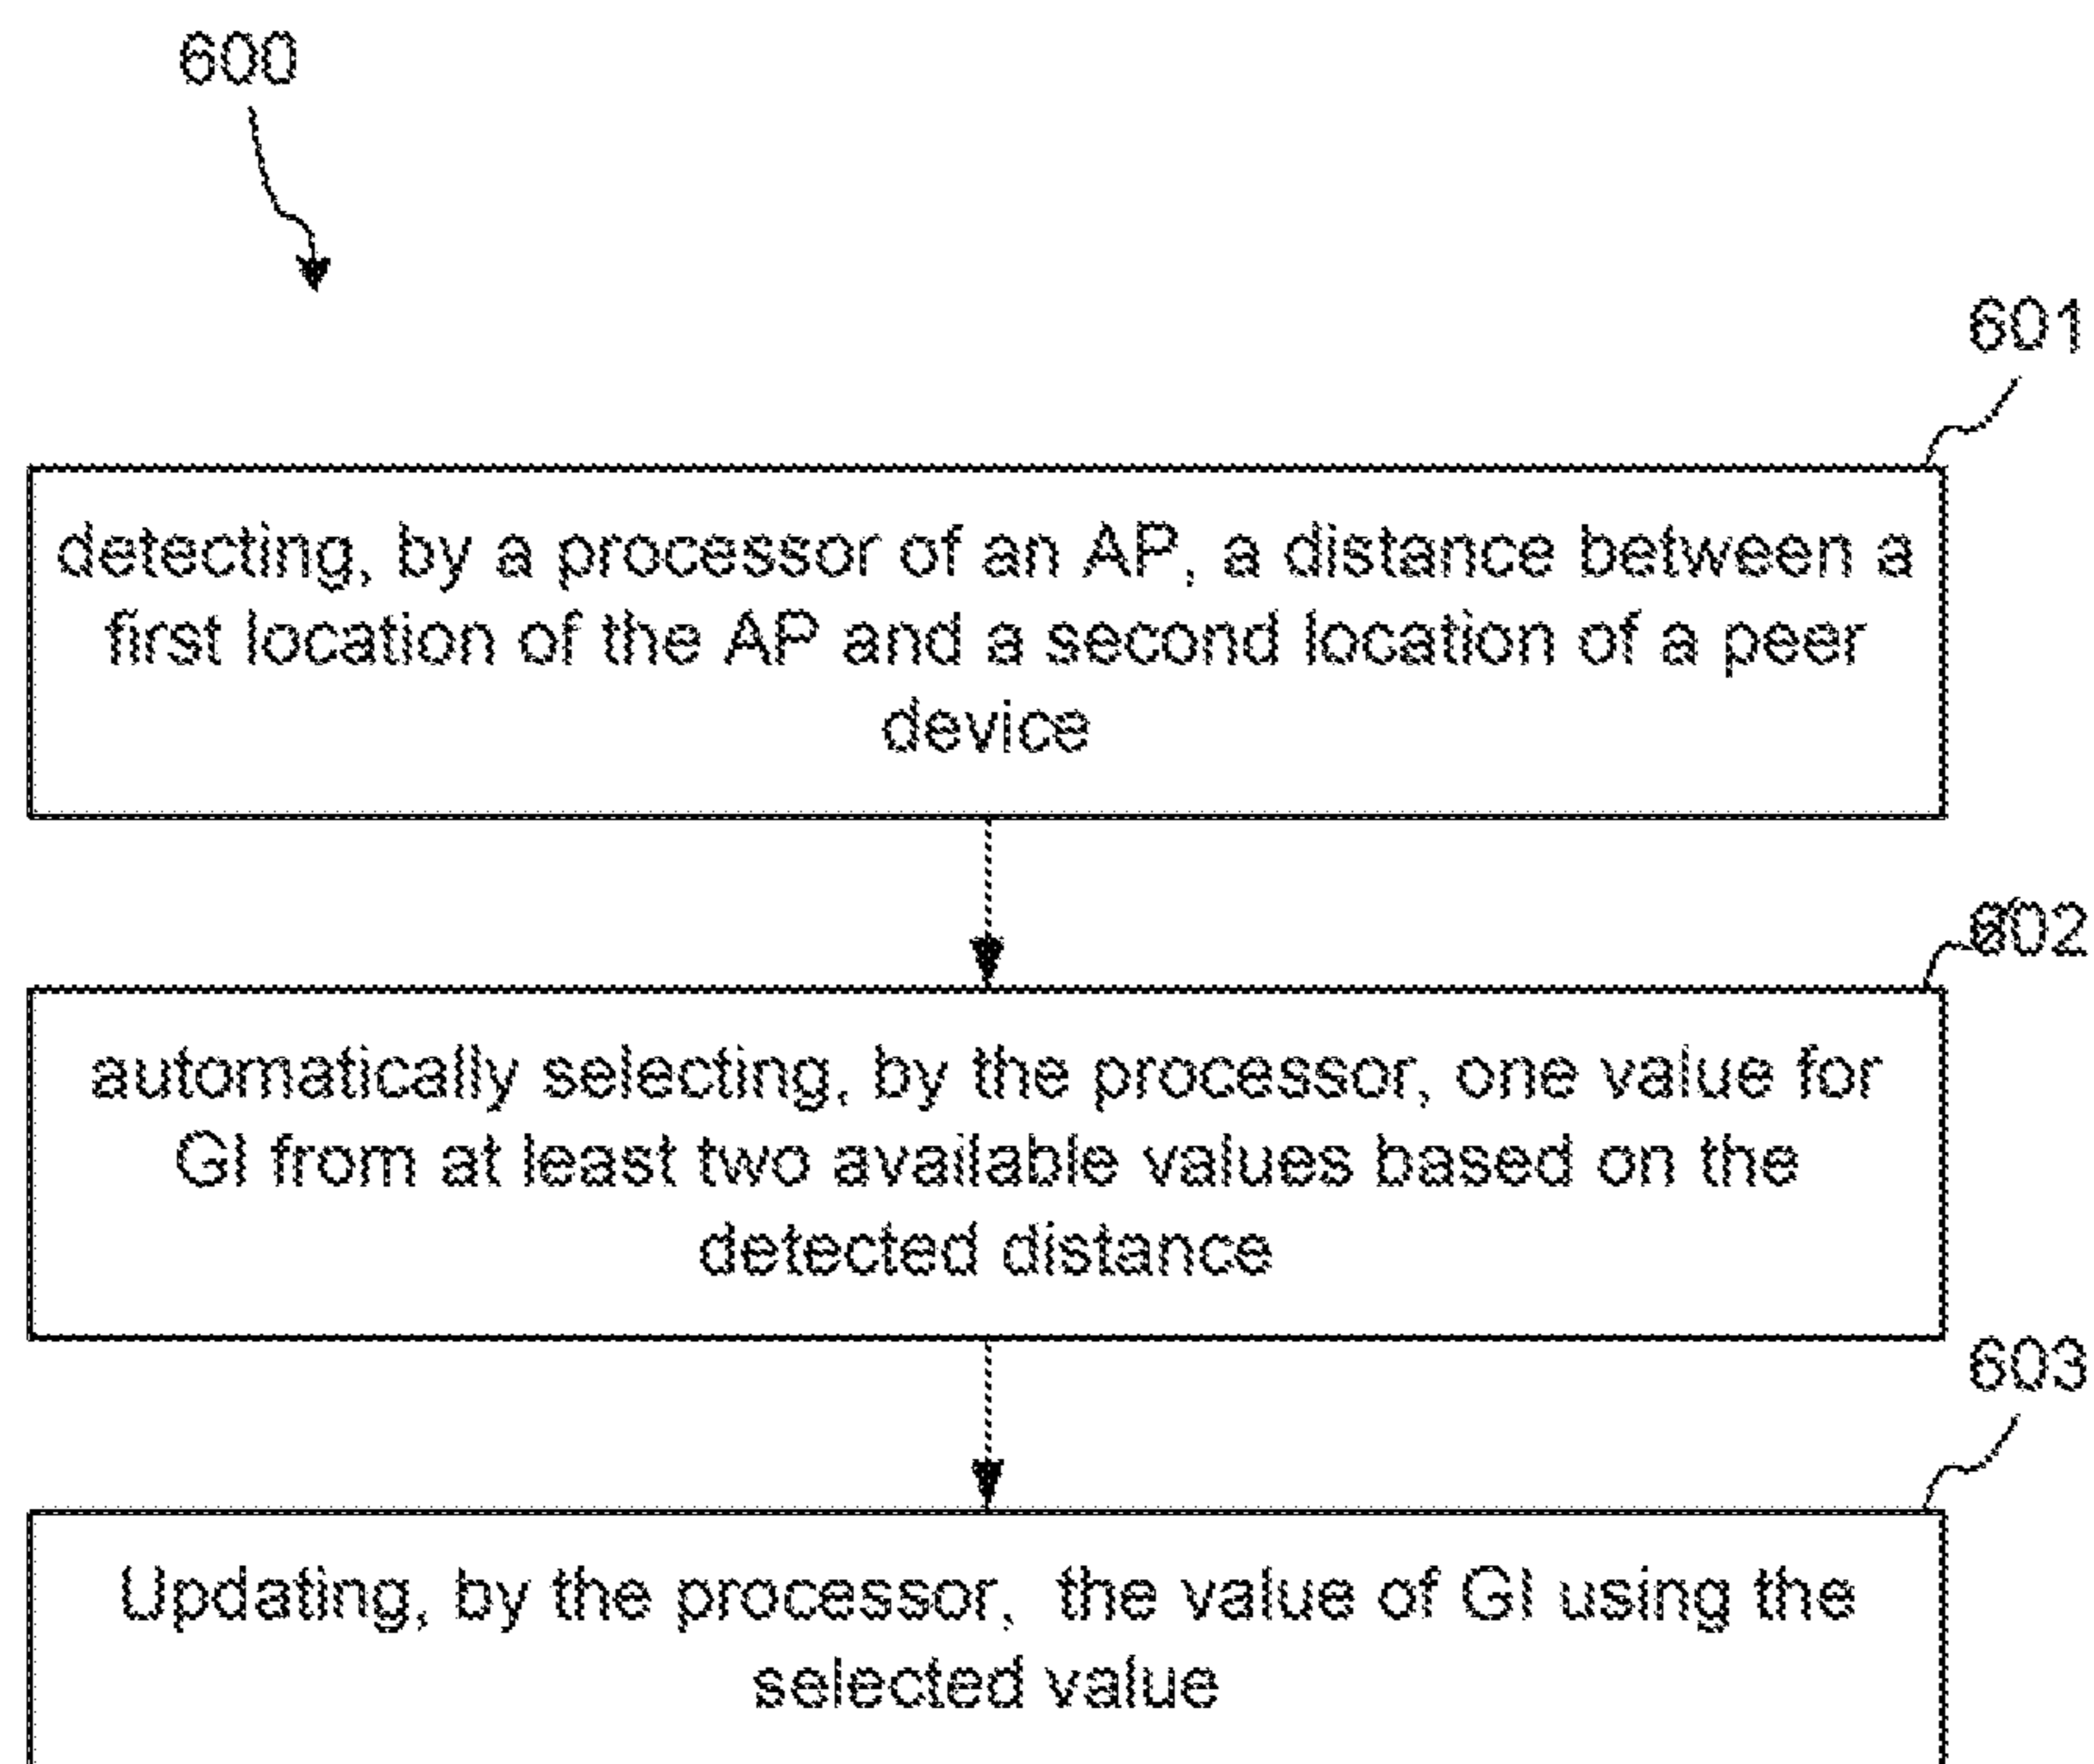 600
601
detecting, by a processor of an AP, a distance between a
first location of the AP and a second location of a peer
device
602
automatically selecting, by the processor, one value for
GI from at least two available values based on the
detected distance
603
Updating, by the processor, the value of GI using the
selected value